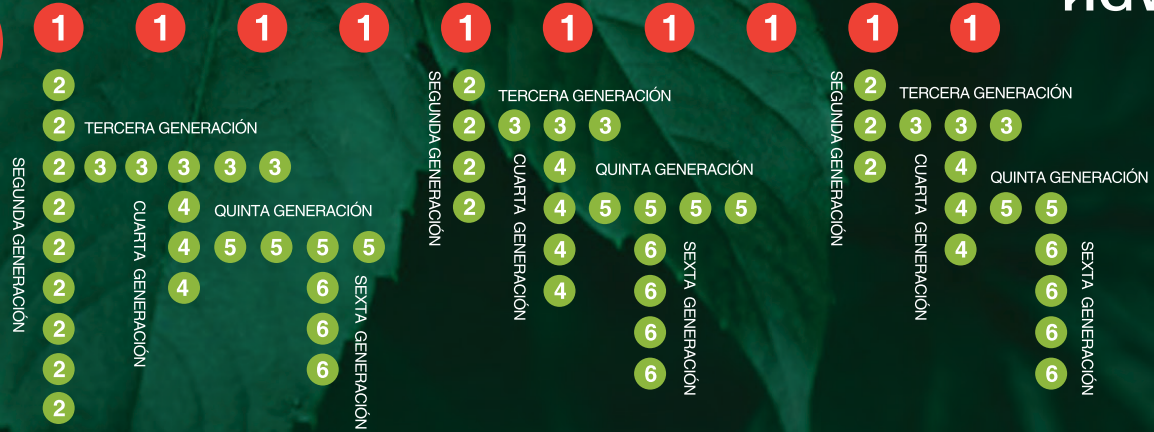 1 1 1 1 1 1 1 1 1 1
SEGUNDA GENERACIÓN
2
2
TERCERA GENERACIÓN
2 3 3 3 3 3
CUARTA GENERACIÓN
2 4
QUINTA GENERACIÓN
2 4 5 5 5 5
SEXTA GENERACIÓN
2 4 6
2 6
2 6
2
SEGUNDA GENERACIÓN
2
TERCERA GENERACIÓN
2 3 3 3
CUARTA GENERACIÓN
2 4
QUINTA GENERACIÓN
2 4 5 5 5 5
SEXTA GENERACIÓN
4 6
4 6
6
6
SEGUNDA GENERACIÓN
2
TERCERA GENERACIÓN
2 3 3 3
CUARTA GENERACIÓN
2 4
QUINTA GENERACIÓN
4 5 5
SEXTA GENERACIÓN
4 6
6
6
6